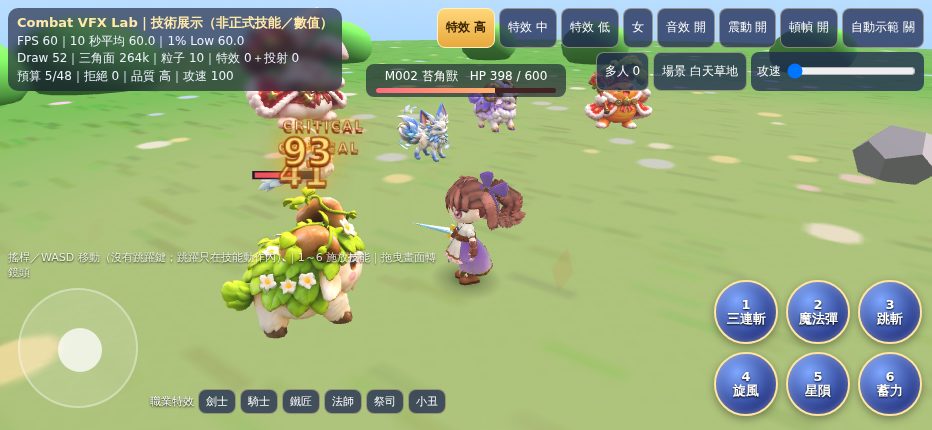 Combat VFX Lab｜技術展示（非正式技能／數值）
FPS 60｜10 秒平均 60.0｜1% Low 60.0
Draw 52｜三角面 264k｜粒子 10｜特效 0＋投射 0
預算 5/48｜拒絕 0｜品質 高｜攻速 100
特效 高
特效 中
特效 低
女
音效 開
震動 開
頓幀 開
自動示範 關
多人 0
場景 白天草地
攻速
M002 苔角獸 HP 398 / 600
CRITICAL
93
41
搖桿／WASD 移動（沒有跳躍鍵；跳躍只在技能動作內）｜1～6 施放技能｜拖曳畫面轉
鏡頭
1
三連斬
2
魔法彈
3
跳斬
4
旋風
5
星隕
6
蓄力
職業特效
劍士
騎士
鐵匠
法師
祭司
小丑